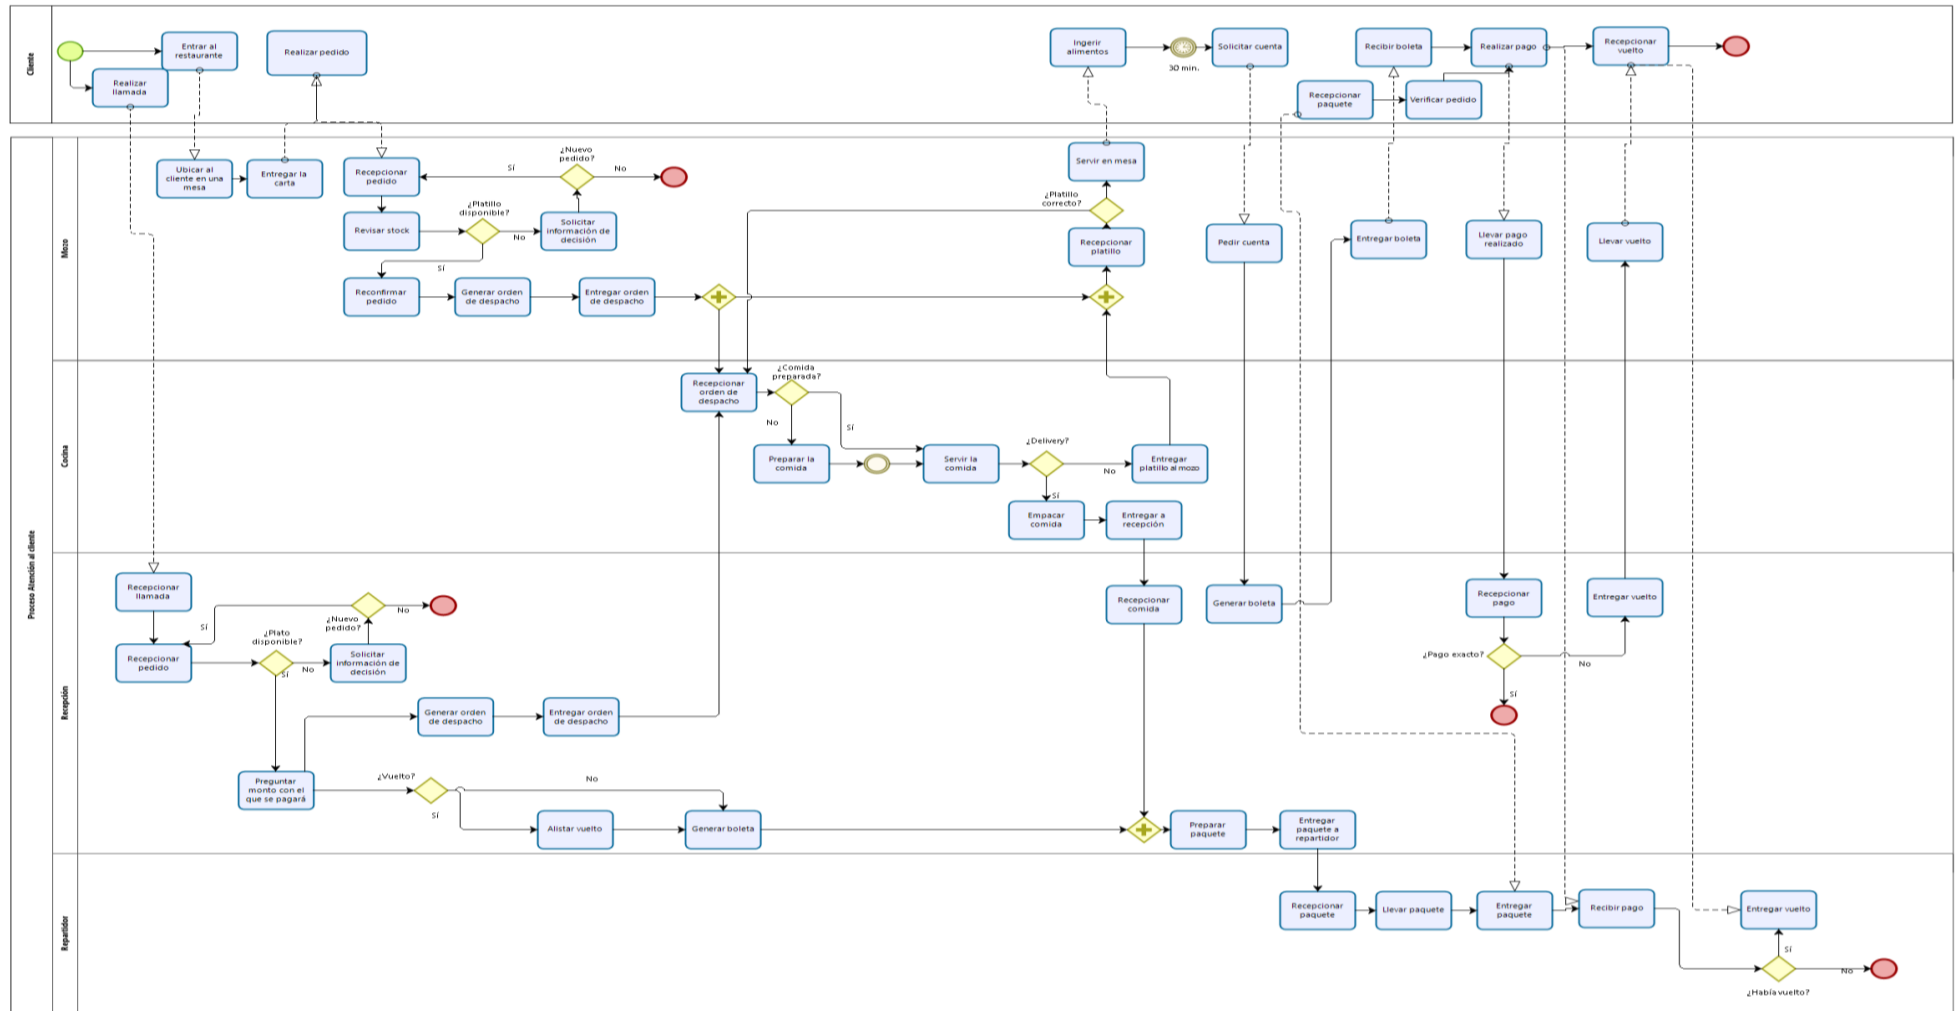 Cliente
Entrar al
restaurante
Realizar
llamada
Realizar pedido
Ingerir
alimentos
30 min.
Solicitar cuenta
Recibir boleta
Realizar pago
Recepcionar
vuelto
Recepcionar
paquete
Verificar pedido
Proceso Atención al cliente
Mozo
Ubicar al
cliente en una
mesa
Entregar la
carta
Recepcionar
pedido
Sí
¿Nuevo
pedido?
No
Revisar stock
¿Platillo
disponible?
No
Solicitar
información de
decisión
Sí
Reconfirmar
pedido
Generar orden
de despacho
Entregar orden
de despacho
Servir en mesa
¿Platillo
correcto?
Recepcionar
platillo
Pedir cuenta
Entregar boleta
Llevar pago
realizado
Llevar vuelto
Cocina
Recepcionar
orden de
despacho
¿Comida
preparada?
No
Sí
Preparar la
comida
Servir la
comida
¿Delivery?
No
Sí
Entregar
platillo al mozo
Empacar
comida
Entregar a
recepción
Recepción
Recepcionar
llamada
Recepcionar
pedido
Sí
¿Plato
disponible?
Sí
No
¿Nuevo
pedido?
No
Solicitar
información de
decisión
Generar orden
de despacho
Entregar orden
de despacho
Preguntar
monto con el
que se pagará
¿Vuelto?
No
Sí
Alistar vuelto
Generar boleta
Recepcionar
comida
Generar boleta
Recepcionar
pago
¿Pago exacto?
No
Sí
Entregar vuelto
Preparar
paquete
Entregar
paquete a
repartidor
Repartidor
Recepcionar
paquete
Llevar paquete
Entregar
paquete
Recibir pago
Entregar vuelto
Sí
No
¿Había vuelto?